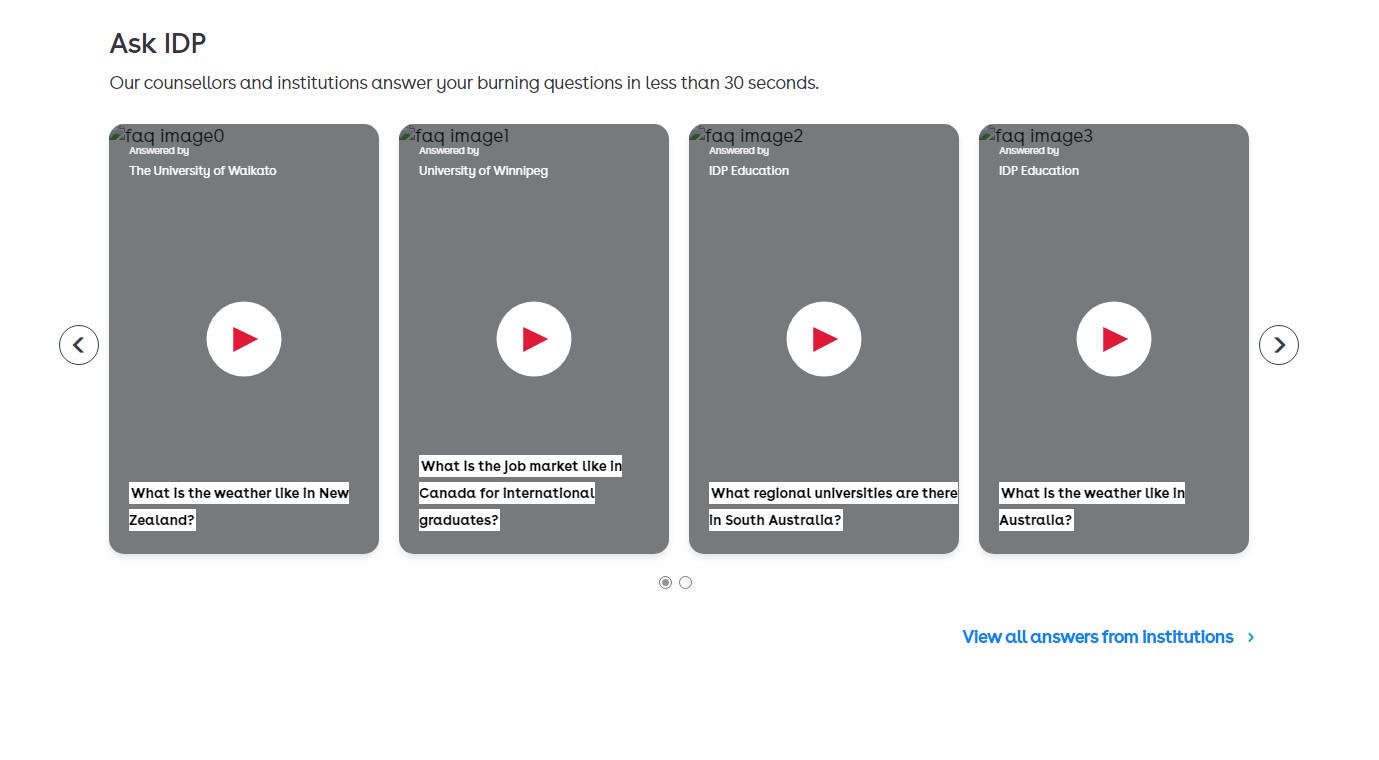 Ask IDP
Our counsellors and institutions answer your burning questions in less than 30 seconds.
faq image0
Answered by
The University of Waikato
What is the weather like in New
Zealand?
faq image1
Answered by
University of Winnipeg
What is the job market like in
Canada for international
graduates?
faq image2
Answered by
IDP Education
What regional universities are there
in South Australia?
faq image3
Answered by
IDP Education
What is the weather like in
Australia?
View all answers from institutions